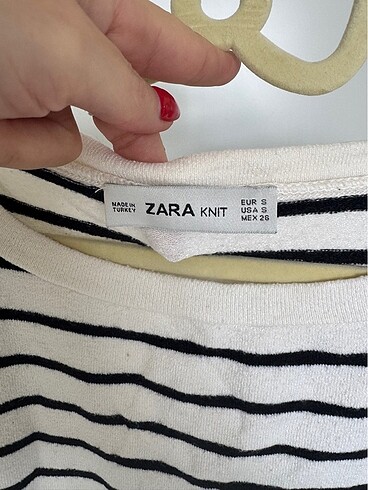 MADE IN
TURKEY
ZARA KNIT
EUR S
USA S
MEX 26